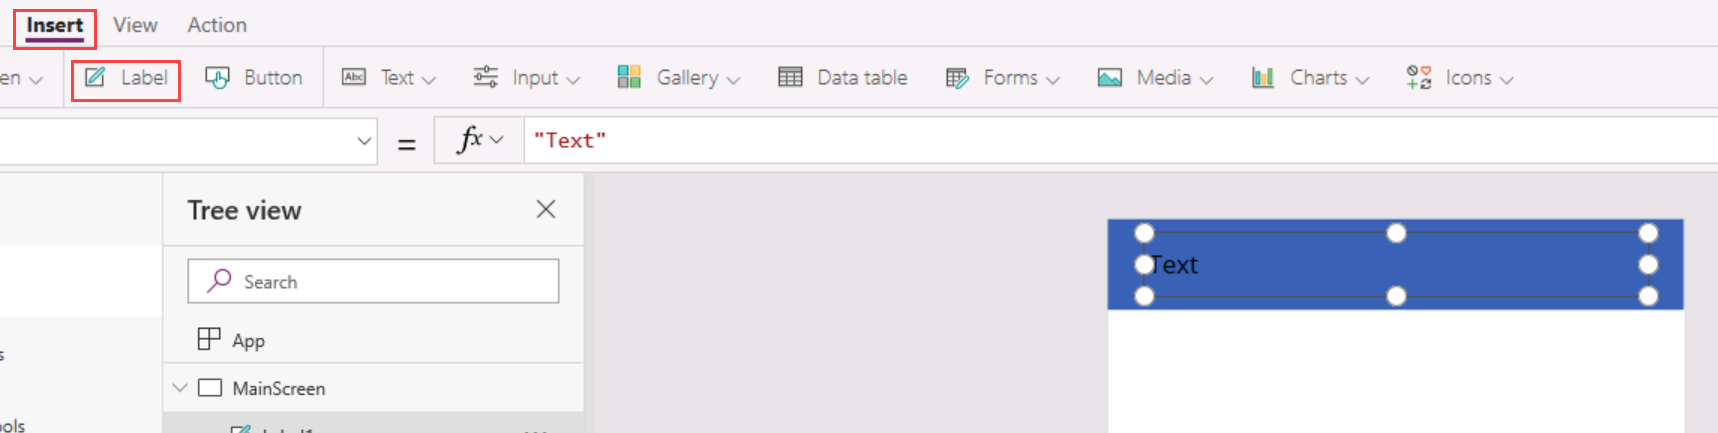 Insert View Action
en Label Button Text Input Gallery Data table Forms Media Charts Icons
= fx "Text"
Tree view
Search
Text
App
s
MainScreen
ools